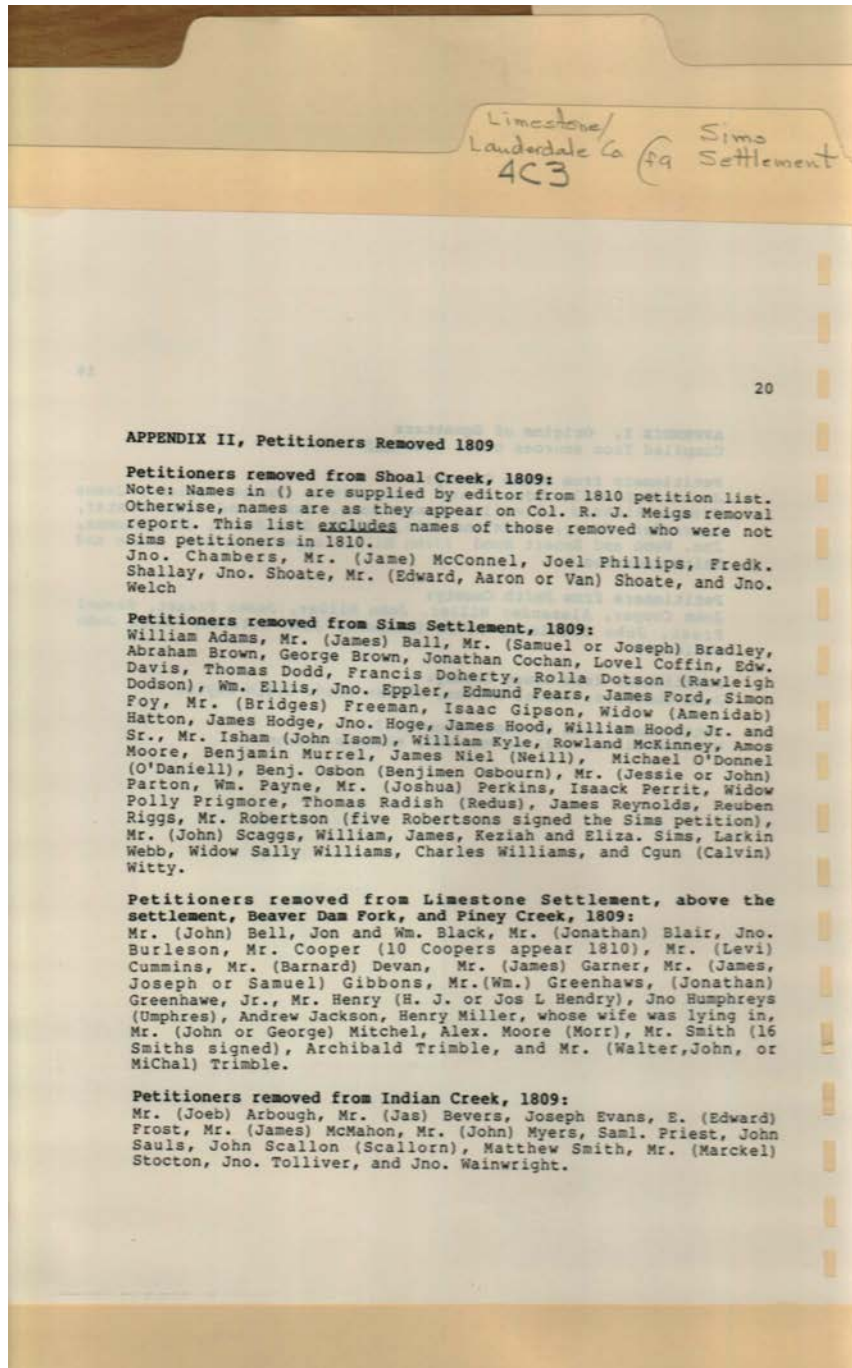 Limestone/
Lauderdale Co
4C3
fa
Sims
Settlement
20
APPENDIX II, Petitioners Removed 1809
Petitioners removed from Shoal Creek, 1809:
Note: Names in () are supplied by editor from 1810 petition list.
Otherwise, names are as they appear on Col. R. J. Meigs removal
report. This list excludes names of those removed who were not
Sims petitioners in 1810.
Jno. Chambers, Mr. (Jame) McConnel, Joel Phillips, Fredk.
Shallay, Jno. Shoate, Mr. (Edward, Aaron or Van) Shoate, and Jno.
Welch
Petitioners removed from Sims Settlement, 1809:
William Adams, Mr. (James) Ball, Mr. (Samuel or Joseph) Bradley,
Abraham Brown, George Brown, Jonathan Cochan, Lovel Coffin, Edw.
Davis, Thomas Dodd, Francis Doherty, Rolla Dotson (Rawleigh
Dodson), Wm. Ellis, Jno. Eppler, Edmund Fears, James Ford, Simon
Foy, Mr. (Bridges) Freeman, Isaac Gipson, Widow (Amenidab)
Hatton, James Hodge, Jno. Hoge, James Hood, William Hood, Jr. and
Sr., Mr. Isham (John Isom), William Kyle, Rowland McKinney, Amos
Moore, Benjamin Murrel, James Niel (Neill), Michael O'Donnel
(O'Daniell), Benj. Osbon (Benjimen Osbourn), Mr. (Jessie or John)
Parton, Wm. Payne, Mr. (Joshua) Perkins, Isaack Perrit, Widow
Polly Prigmore, Thomas Radish (Redus), James Reynolds, Reuben
Riggs, Mr. Robertson (five Robertsons signed the Sims petition),
Mr. (John) Scaggs, William, James, Keziah and Eliza. Sims, Larkin
Webb, Widow Sally Williams, Charles Williams, and Cgun (Calvin)
Witty.
Petitioners removed from Limestone Settlement, above the
settlement, Beaver Dam Fork, and Piney Creek, 1809:
Mr. (John) Bell, Jon and Wm. Black, Mr. (Jonathan) Blair, Jno.
Burleson, Mr. Cooper (10 Coopers appear 1810), Mr. (Levi)
Cummins, Mr. (Barnard) Devan, Mr. (James) Garner, Mr. (James,
Joseph or Samuel) Gibbons, Mr.(Wm.) Greenhaws, (Jonathan)
Greenhawe, Jr., Mr. Henry (H. J. or Jos L Hendry), Jno Humphreys
(Umphres), Andrew Jackson, Henry Miller, whose wife was lying in,
Mr. (John or George) Mitchel, Alex. Moore (Morr), Mr. Smith (16
Smiths signed), Archibald Trimble, and Mr. (Walter,John, or
MiChal) Trimble.
Petitioners removed from Indian Creek, 1809:
Mr. (Joeb) Arbough, Mr. (Jas) Bevers, Joseph Evans, E. (Edward)
Frost, Mr. (James) McMahon, Mr. (John) Myers, Saml. Priest, John
Sauls, John Scallon (Scallorn), Matthew Smith, Mr. (Marckel)
Stocton, Jno. Tolliver, and Jno. Wainwright.